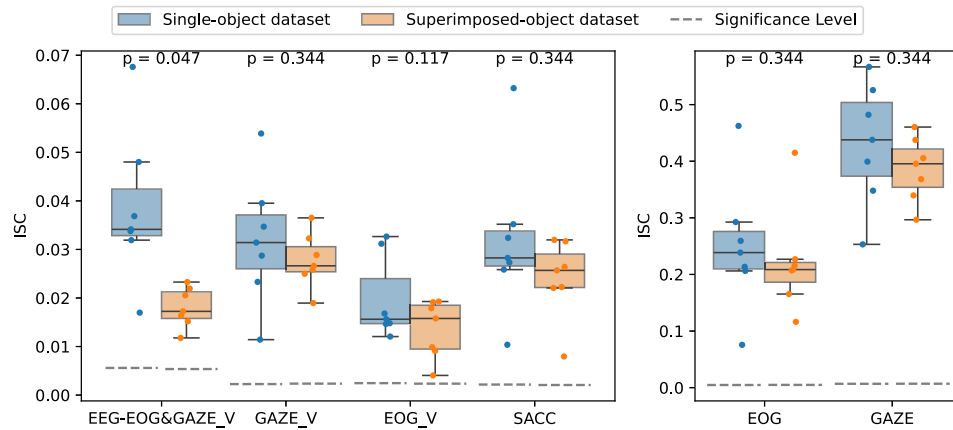 Single-object dataset Superimposed-object dataset Significance Level
p = 0.047 p = 0.344 p = 0.117 p = 0.344
ISC
0.07
0.06
0.05
0.04
0.03
0.02
0.01
0.00
EEG-EOG&GAZE_V GAZE_V EOG_V SACC
p = 0.344 p = 0.344
ISC
0.5
0.4
0.3
0.2
0.1
0.0
EOG GAZE